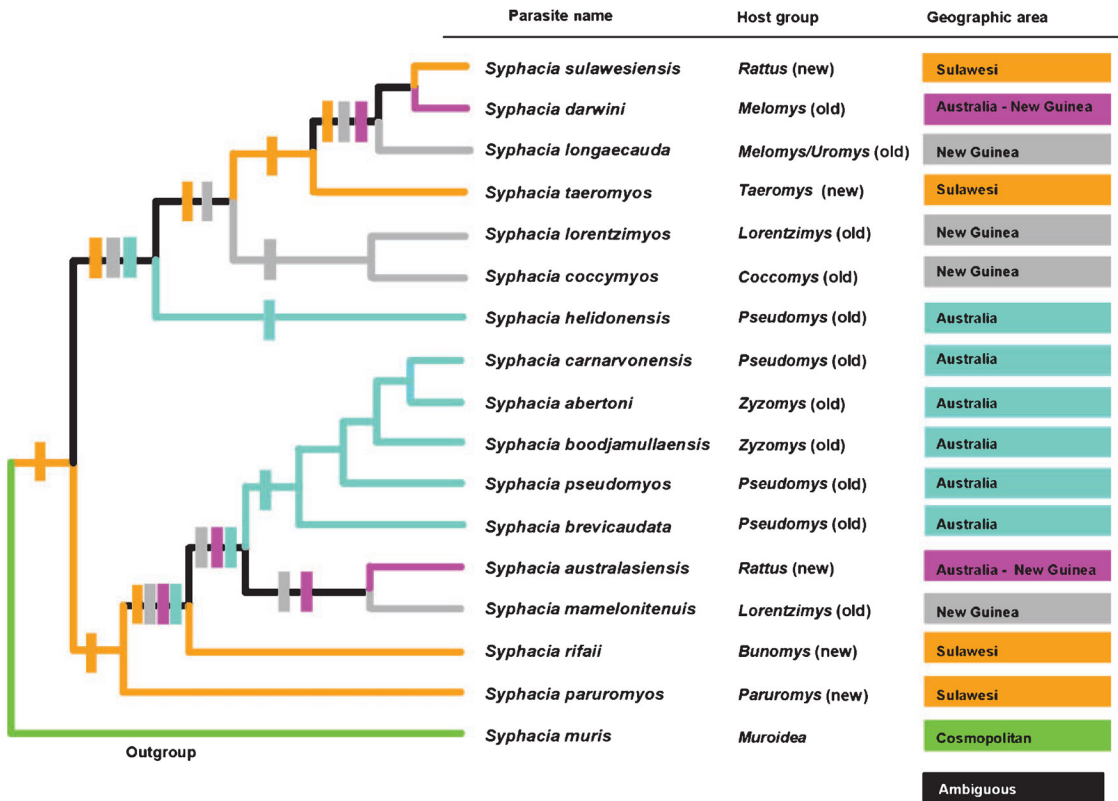 Parasite name Host group Geographic area
Syphacia sulawesiensis Rattus (new) Sulawesi
Syphacia darwini Melomys (old) Australia - New Guinea
Syphacia longaecauda Melomys/Uromys (old) New Guinea
Syphacia taeromyos Taeromys (new) Sulawesi
Syphacia lorentzimyos Lorentzimys (old) New Guinea
Syphacia coccymyos Coccomys (old) New Guinea
Syphacia helidonensis Pseudomys (old) Australia
Syphacia carnarvonensis Pseudomys (old) Australia
Syphacia abertoni Zyzomys (old) Australia
Syphacia boodjamullaensis Zyzomys (old) Australia
Syphacia pseudomyos Pseudomys (old) Australia
Syphacia brevicaudata Pseudomys (old) Australia
Syphacia australasiensis Rattus (new) Australia - New Guinea
Syphacia mamelonitenuis Lorentzimys (old) New Guinea
Syphacia rifaii Bunomys (new) Sulawesi
Syphacia paruromyos Paruromys (new) Sulawesi
Syphacia muris Muroidea Cosmopolitan
Outgroup
Ambiguous